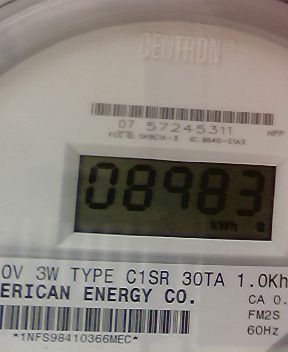 CENTRON®
07 57245311
HPP
08983
kWh
0V 3W TYPE C1SR 30TA 1.0Kh
ERICAN ENERGY CO.
CA 0.
FM2S
60Hz
*1NFS98410366MEC*